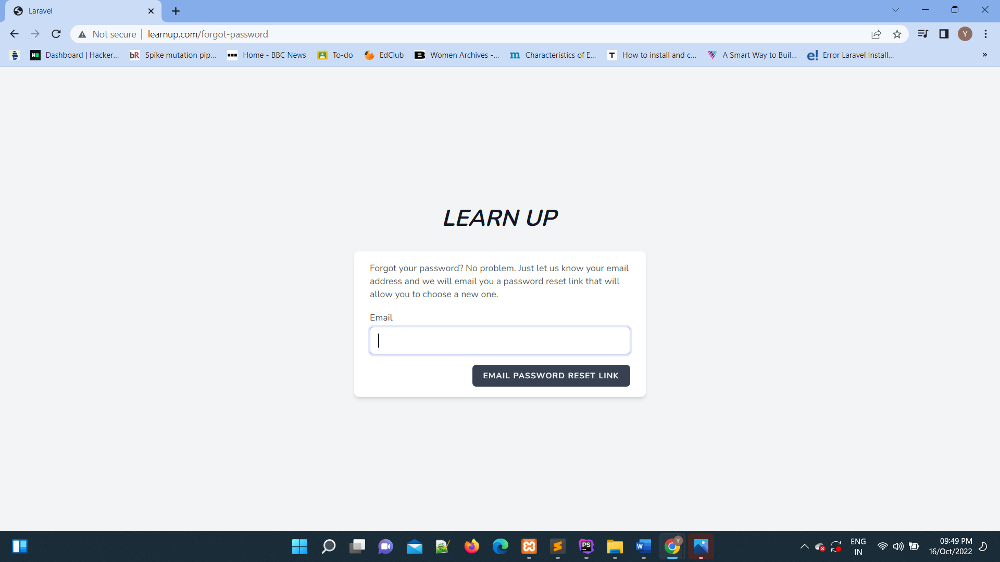 Laravel
Not secure | learnup.com/forgot-password
Y
Dashboard | Hacker...
bR Spike mutation pip...
Home - BBC News
To-do
EdClub
B Women Archives -...
m Characteristics of E...
T How to install and c...
A Smart Way to Buil...
e! Error Laravel Install...
»
LEARN UP
Forgot your password? No problem. Just let us know your email
address and we will email you a password reset link that will
allow you to choose a new one.
Email
EMAIL PASSWORD RESET LINK
PS
W
Y
ENG
IN
09:49 PM
16/Oct/2022